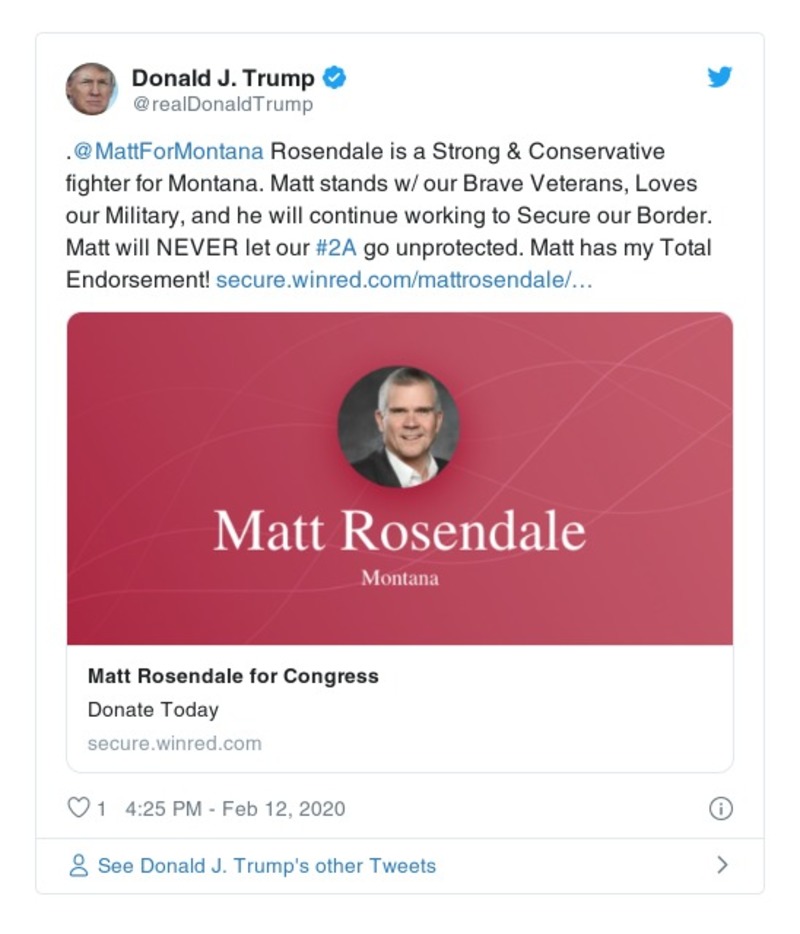 Donald J. Trump
@realDonaldTrump
.@MattForMontana Rosendale is a Strong & Conservative
fighter for Montana. Matt stands w/ our Brave Veterans, Loves
our Military, and he will continue working to Secure our Border.
Matt will NEVER let our #2A go unprotected. Matt has my Total
Endorsement! secure.winred.com/mattrosendale/…
Matt Rosendale
Montana
Matt Rosendale for Congress
Donate Today
secure.winred.com
1 4:25 PM - Feb 12, 2020
See Donald J. Trump's other Tweets